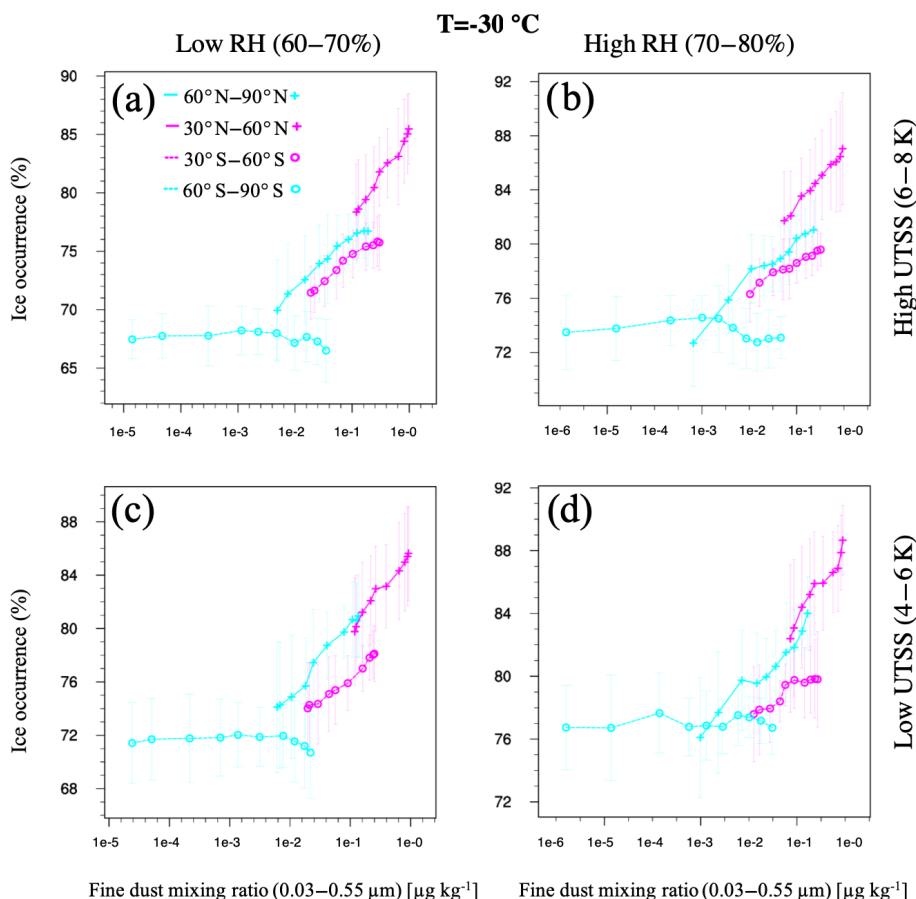 T=-30 °C
Low RH (60–70%)
High RH (70–80%)
(a)
60°N–90°N
30°N–60°N
30°S–60°S
60°S–90°S
90
85
80
75
70
65
Ice occurrence (%)
1e-5 1e-4 1e-3 1e-2 1e-1 1e-0
(b)
92
88
84
80
76
72
1e-6 1e-5 1e-4 1e-3 1e-2 1e-1 1e-0
High UTSS (6–8 K)
(c)
88
84
80
76
72
68
Ice occurrence (%)
1e-5 1e-4 1e-3 1e-2 1e-1 1e-0
Fine dust mixing ratio (0.03–0.55 μm) [μg kg⁻¹]
(d)
92
88
84
80
76
72
1e-6 1e-5 1e-4 1e-3 1e-2 1e-1 1e-0
Fine dust mixing ratio (0.03–0.55 μm) [μg kg⁻¹]
Low UTSS (4–6 K)